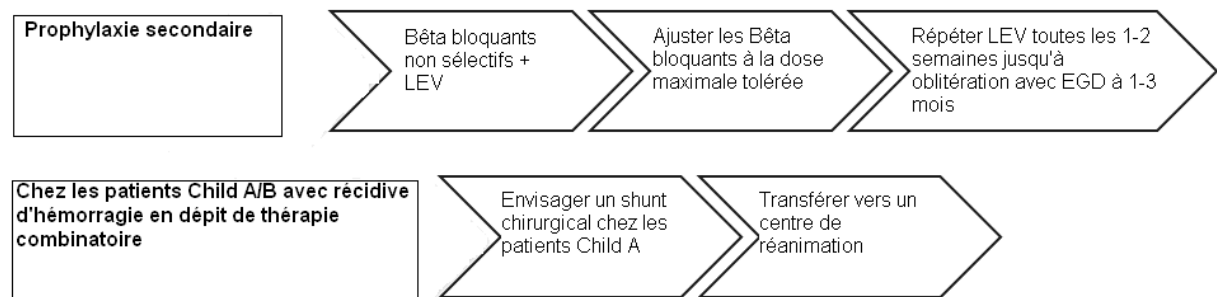 Prophylaxie secondaire
Bêta bloquants
non sélectifs +
LEV
Ajuster les Bêta
bloquants à la dose
maximale tolérée
Répéter LEV toutes les 1-2
semaines jusqu'à
oblitération avec EGD à 1-3
mois
Chez les patients Child A/B avec récidive
d'hémorragie en dépit de thérapie
combinatoire
Envisager un shunt
chirurgical chez les
patients Child A
Transférer vers un
centre de
réanimation